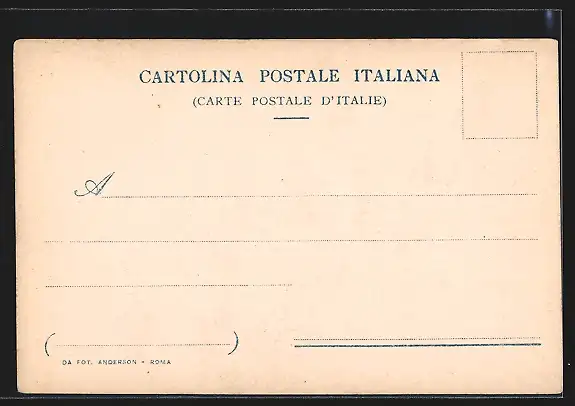 CARTOLINA POSTALE ITALIANA
(CARTE POSTALE D'ITALIE)
A
( )
DA FOT. ANDERSON - ROMA